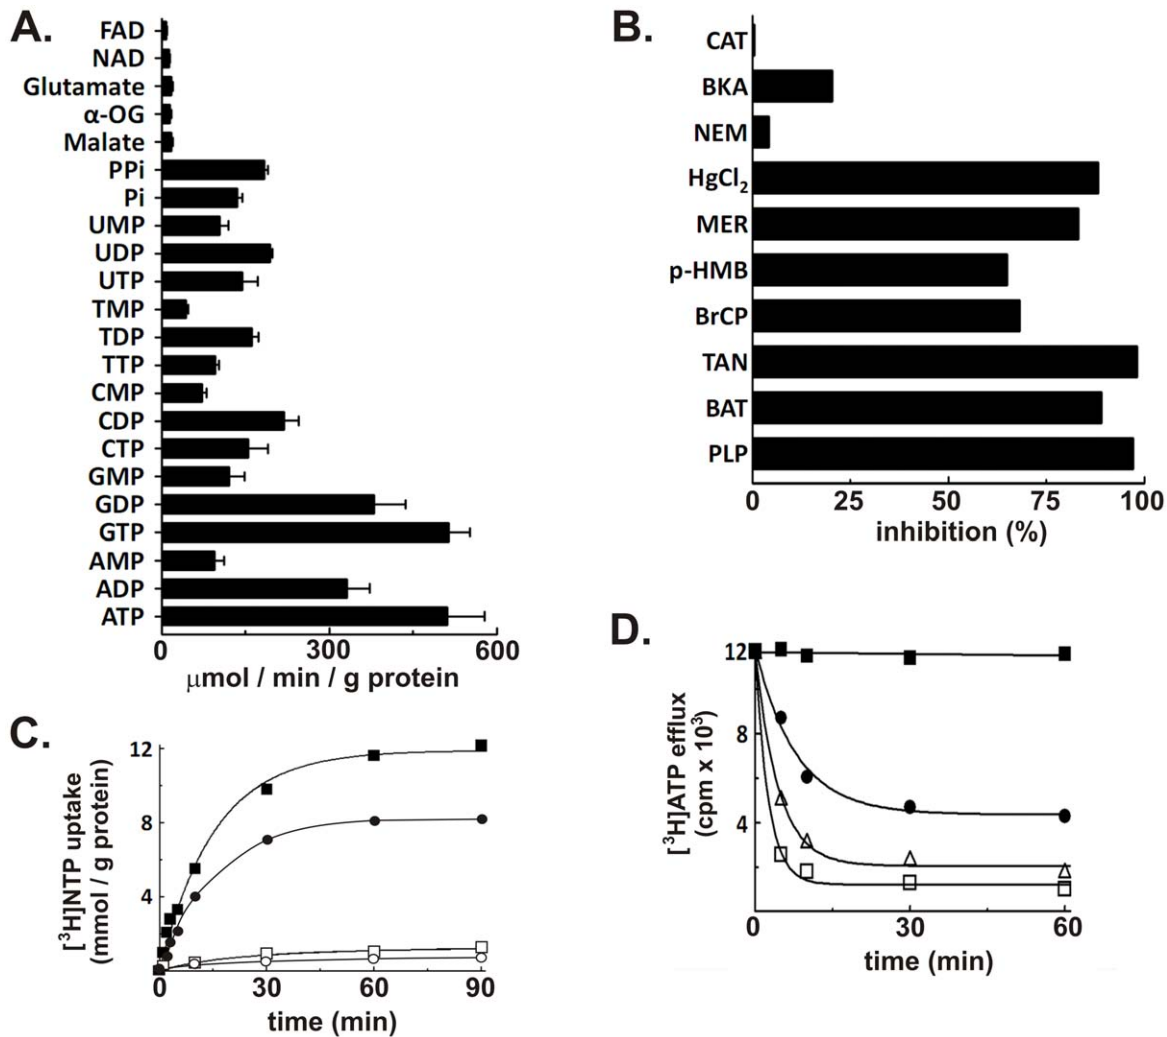 A.
FAD
NAD
Glutamate
α-OG
Malate
PPi
Pi
UMP
UDP
UTP
TMP
TDP
TTP
CMP
CDP
CTP
GMP
GDP
GTP
AMP
ADP
ATP
0 300 600
μmol / min / g protein
B.
CAT
BKA
NEM
HgCl₂
MER
p-HMB
BrCP
TAN
BAT
PLP
0 25 50 75 100
inhibition (%)
C.
[³H]NTP uptake
(mmol / g protein)
12
8
4
0 30 60 90
time (min)
D.
[³H]ATP efflux
(cpm x 10³)
12
8
4
0 30 60
time (min)